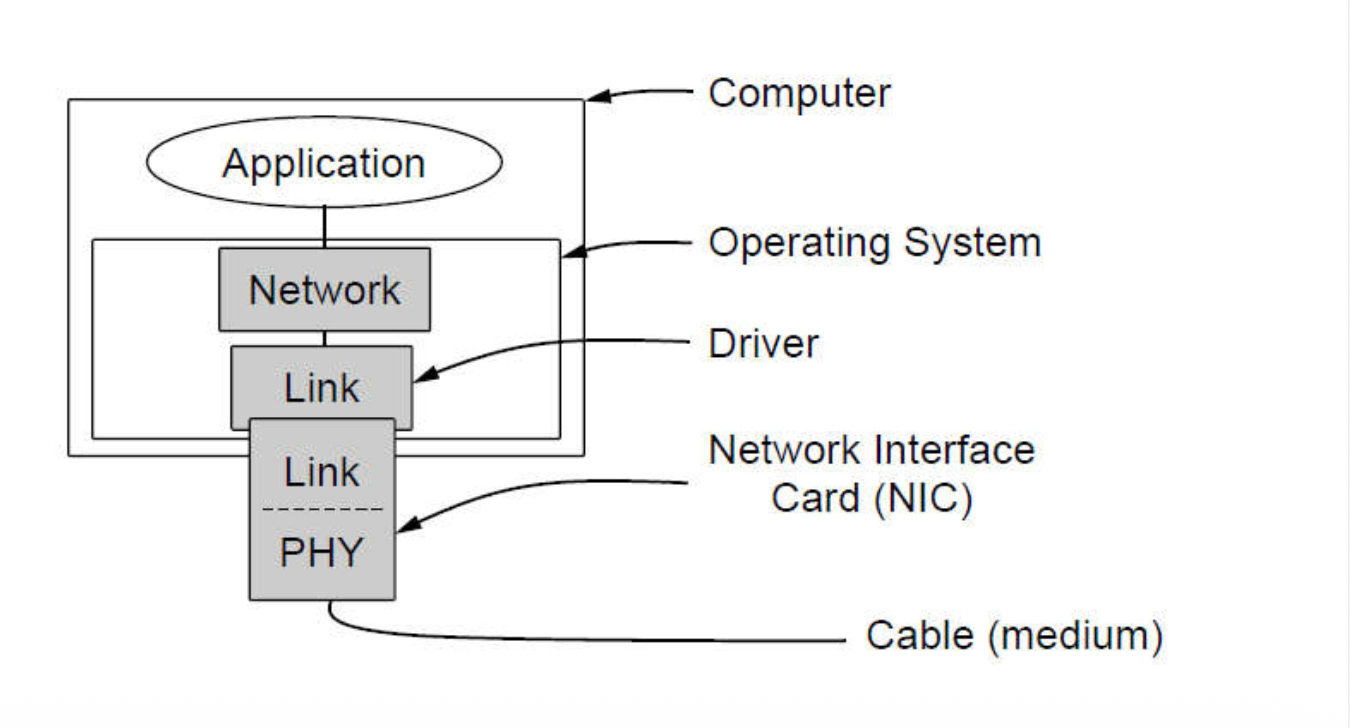 Computer
Application
Operating System
Network
Driver
Link
Network Interface
Card (NIC)
Link
PHY
Cable (medium)